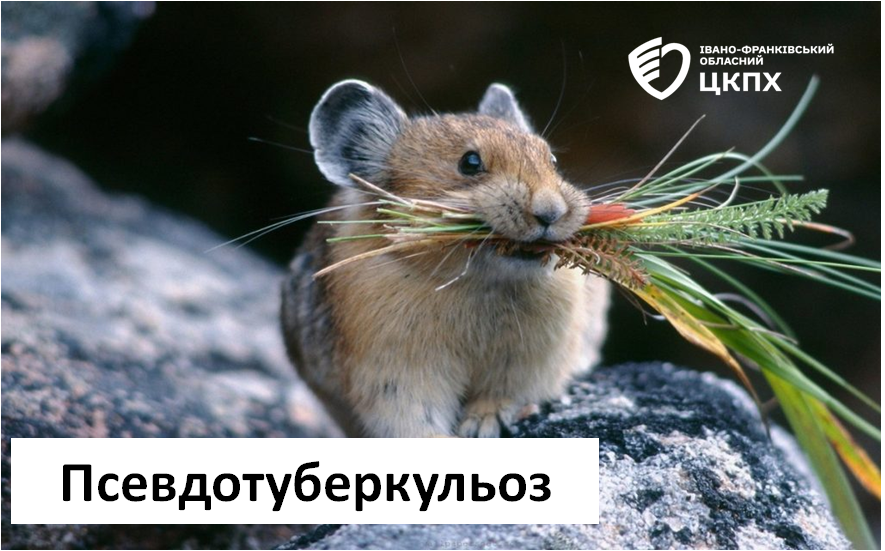 ІВАНО-ФРАНКІВСЬКИЙ
ОБЛАСНИЙ
ЦКПХ
Псевдотуберкульоз